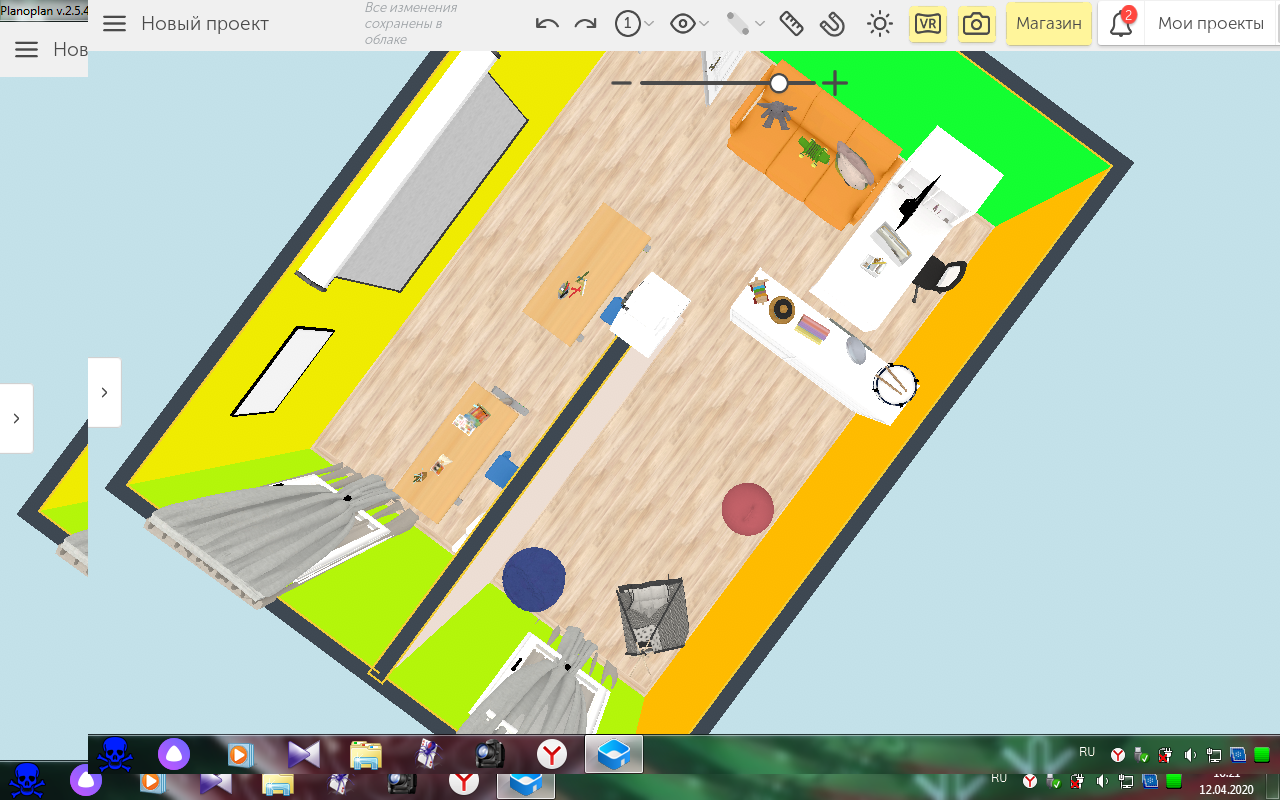 Planoplan v.2.5.4
Новый проект
Все изменения
сохранены в
облаке
1
VR
Магазин
2
Мои проекты
Нов
RU
RU
12.04.2020